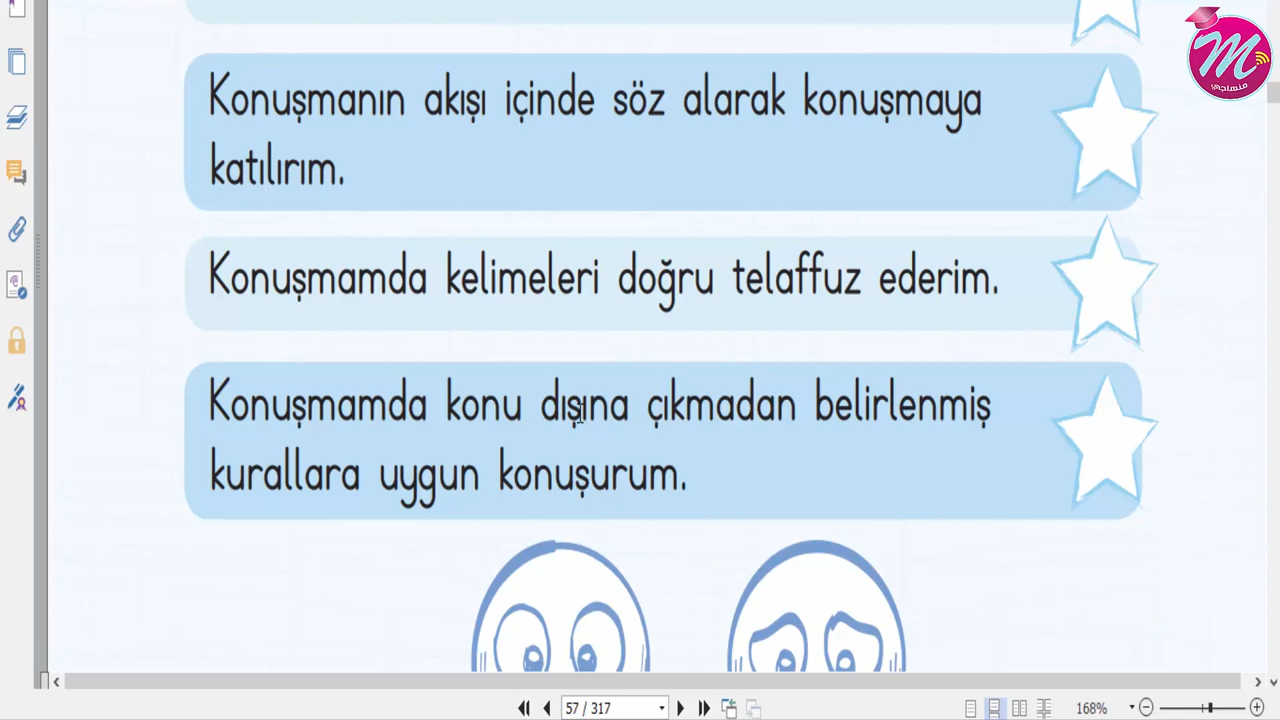 Konuşmanın akışı içinde söz alarak konuşmaya
katılırım.
Konuşmamda kelimeleri doğru telaffuz ederim.
Konuşmamda konu dışına çıkmadan belirlenmiş
kurallara uygun konuşurum.
M
منهاجي
57 / 317
168%